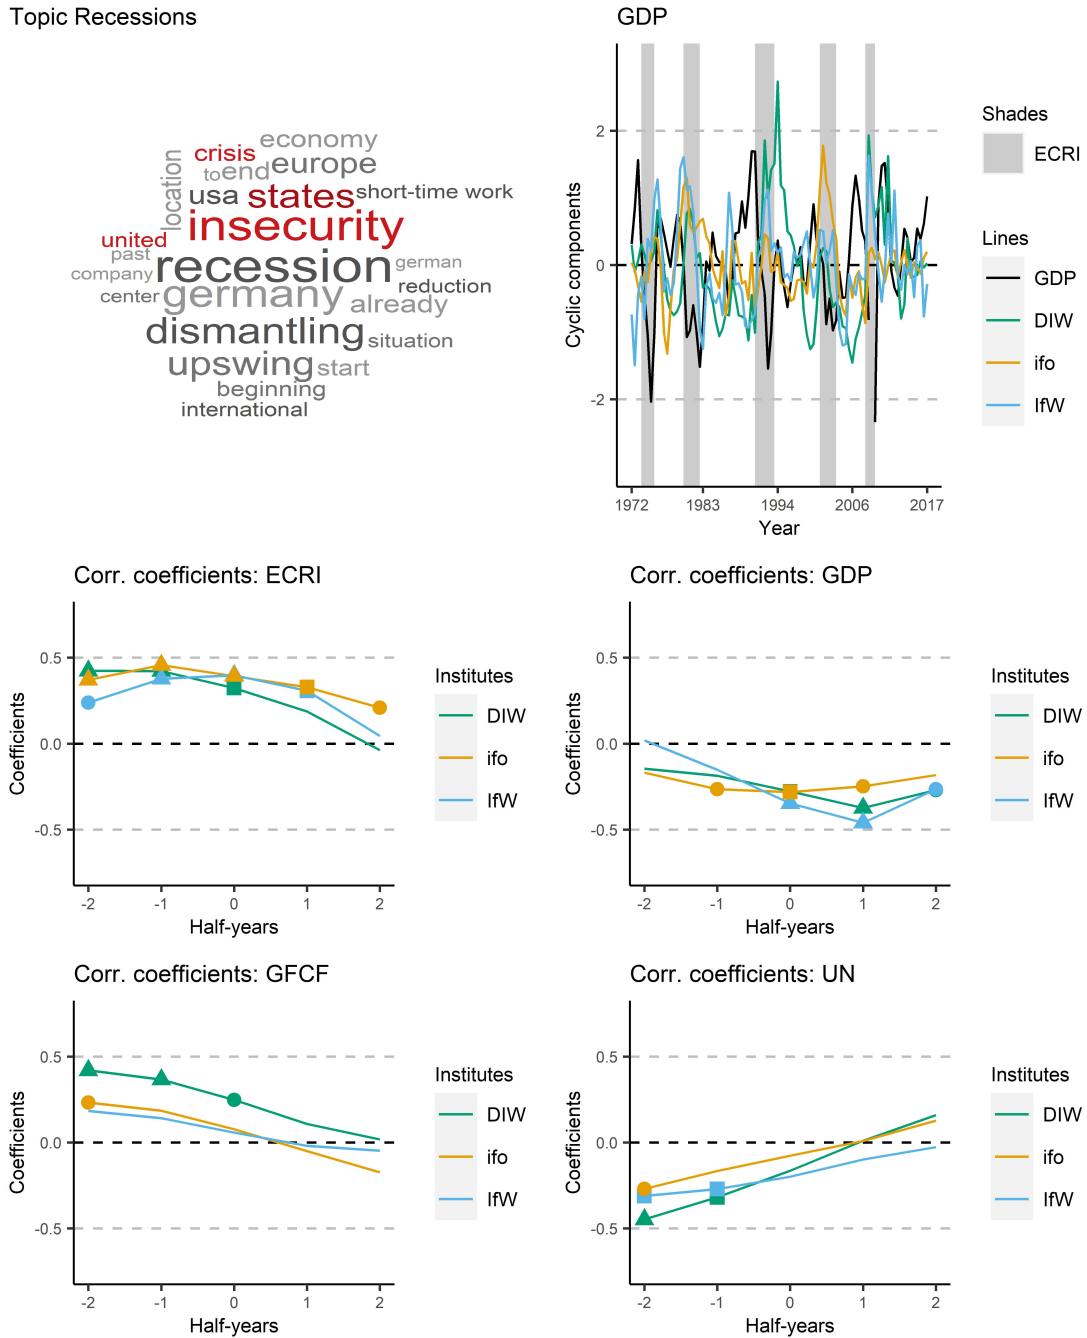 Topic Recessions
economy
crisis
europe
location
to
end
usa
states
short-time work
insecurity
united
past
recession
german
company
reduction
center
germany
already
dismantling
situation
upswing
start
beginning
international
GDP
Cyclic components
2
0
-2
1972 1983 1994 2006 2017
Year
Shades
ECRI
Lines
GDP
DIW
ifo
IfW
Corr. coefficients: ECRI
Coefficients
0.5
0.0
-0.5
-2 -1 0 1 2
Half-years
Institutes
DIW
ifo
IfW
Corr. coefficients: GDP
Coefficients
0.5
0.0
-0.5
-2 -1 0 1 2
Half-years
Institutes
DIW
ifo
IfW
Corr. coefficients: GFCF
Coefficients
0.5
0.0
-0.5
-2 -1 0 1 2
Half-years
Institutes
DIW
ifo
IfW
Corr. coefficients: UN
Coefficients
0.5
0.0
-0.5
-2 -1 0 1 2
Half-years
Institutes
DIW
ifo
IfW